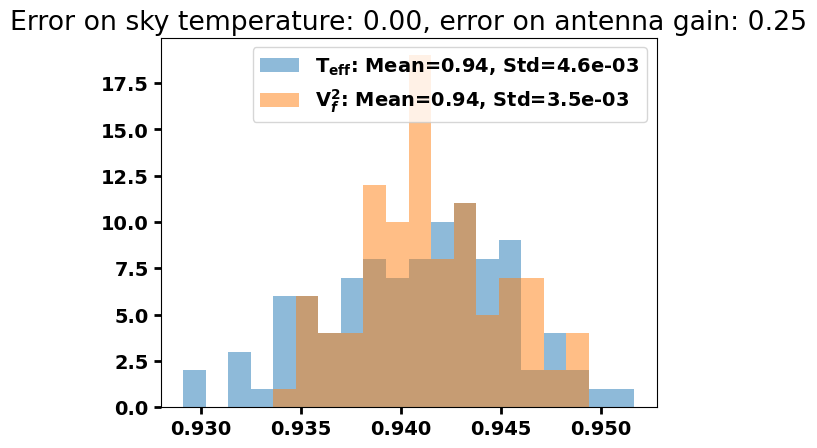 Error on sky temperature: 0.00, error on antenna gain: 0.25
T_eff: Mean=0.94, Std=4.6e-03
V_f^2: Mean=0.94, Std=3.5e-03
17.5
15.0
12.5
10.0
7.5
5.0
2.5
0.0
0.930 0.935 0.940 0.945 0.950